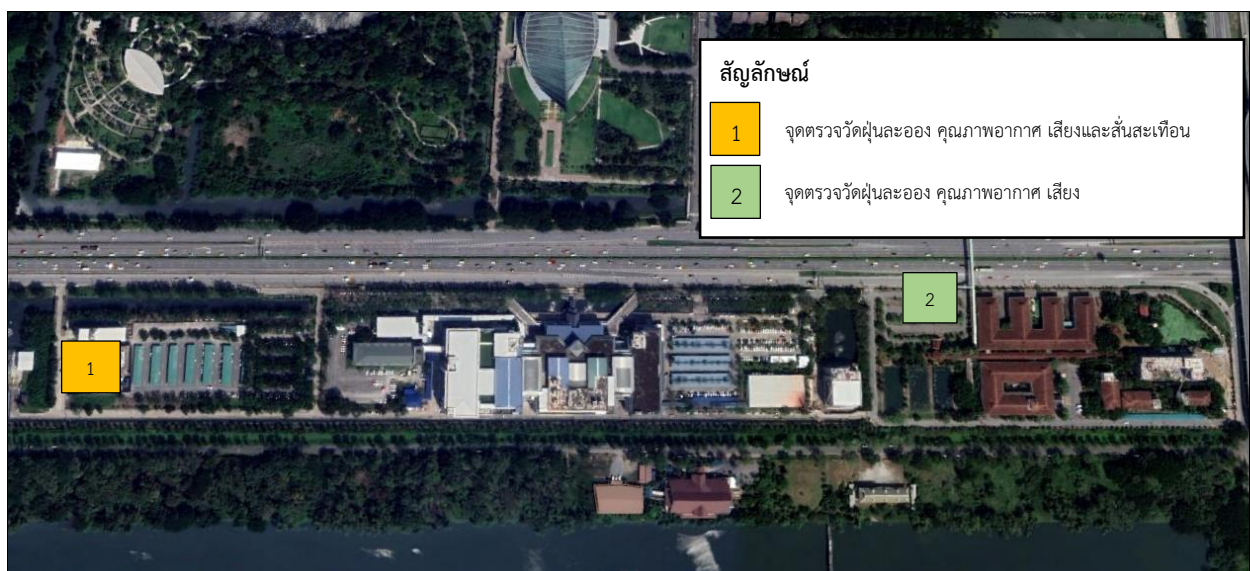 สัญลักษณ์
1 จุดตรวจวัดฝุ่นละออง คุณภาพอากาศ เสียงและสั่นสะเทือน
2 จุดตรวจวัดฝุ่นละออง คุณภาพอากาศ เสียง
2
1